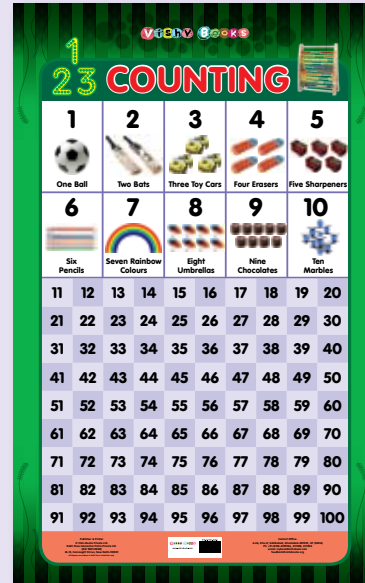 Vishv Books
1
23 COUNTING
1 2 3 4 5
One Ball Two Bats Three Toy Cars Four Erasers Five Sharpeners
6 7 8 9 10
Six Pencils Seven Rainbow Colours Eight Umbrellas Nine Chocolates Ten Marbles
11 12 13 14 15 16 17 18 19 20
21 22 23 24 25 26 27 28 29 30
31 32 33 34 35 36 37 38 39 40
41 42 43 44 45 46 47 48 49 50
51 52 53 54 55 56 57 58 59 60
61 62 63 64 65 66 67 68 69 70
71 72 73 74 75 76 77 78 79 80
81 82 83 84 85 86 87 88 89 90
91 92 93 94 95 96 97 98 99 100